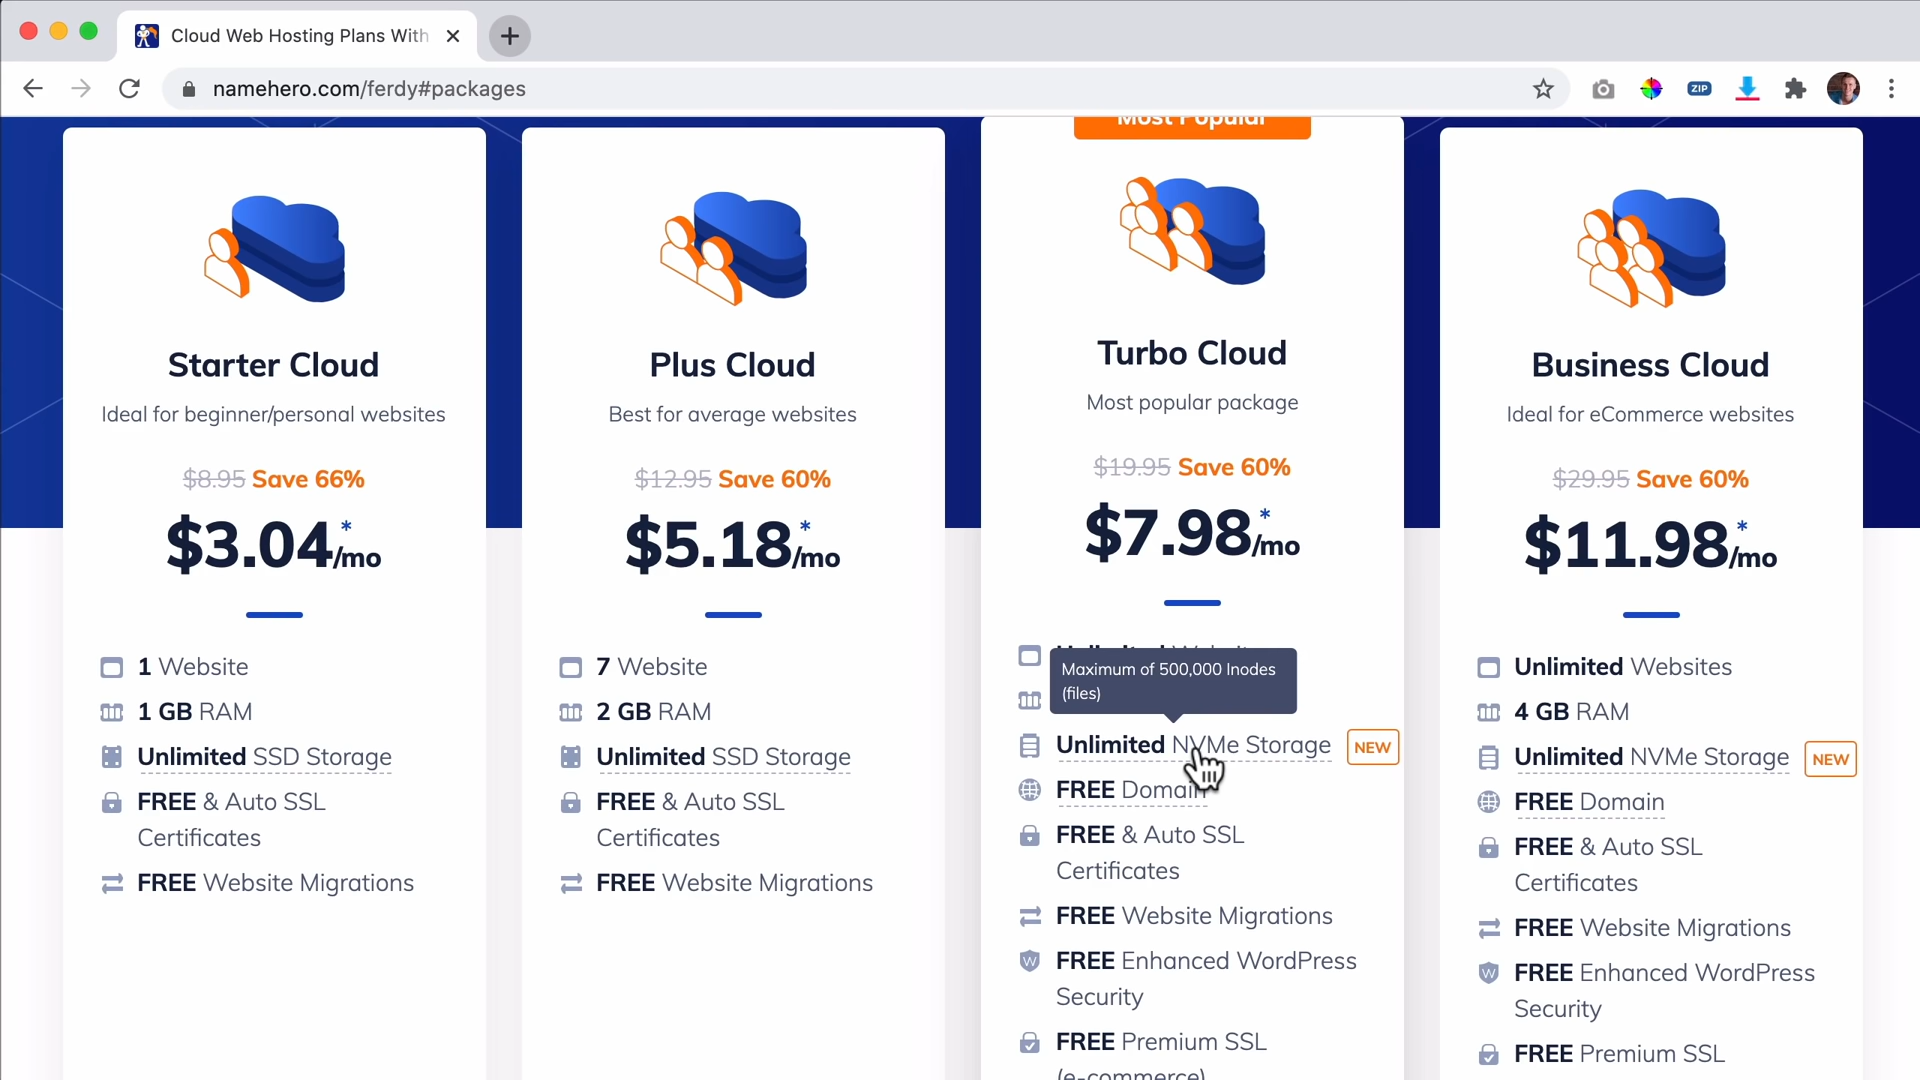 Cloud Web Hosting Plans With
namehero.com/ferdy#packages
ZIP
Starter Cloud
Ideal for beginner/personal websites
$8.95 Save 66%
$3.04*/mo
1 Website
1 GB RAM
Unlimited SSD Storage
FREE & Auto SSL
Certificates
FREE Website Migrations
Plus Cloud
Best for average websites
$12.95 Save 60%
$5.18*/mo
7 Website
2 GB RAM
Unlimited SSD Storage
FREE & Auto SSL
Certificates
FREE Website Migrations
Most Popular
Turbo Cloud
Most popular package
$19.95 Save 60%
$7.98*/mo
Maximum of 500,000 Inodes
(files)
Unlimited NVMe Storage NEW
FREE Domain
FREE & Auto SSL
Certificates
FREE Website Migrations
W FREE Enhanced WordPress
Security
FREE Premium SSL
(e-commerce)
Business Cloud
Ideal for eCommerce websites
$29.95 Save 60%
$11.98*/mo
Unlimited Websites
4 GB RAM
Unlimited NVMe Storage NEW
FREE Domain
FREE & Auto SSL
Certificates
FREE Website Migrations
W FREE Enhanced WordPress
Security
FREE Premium SSL